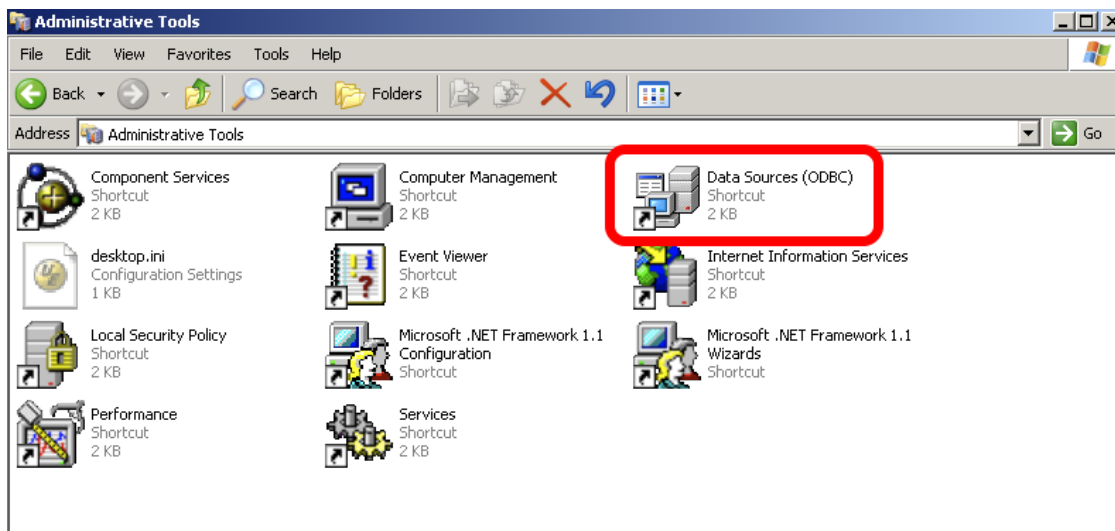 Administrative Tools
File Edit View Favorites Tools Help
Back Search Folders
Address Administrative Tools Go
Component Services
Shortcut
2 KB
Computer Management
Shortcut
2 KB
Data Sources (ODBC)
Shortcut
2 KB
desktop.ini
Configuration Settings
1 KB
Event Viewer
Shortcut
2 KB
Internet Information Services
Shortcut
2 KB
Local Security Policy
Shortcut
2 KB
Microsoft .NET Framework 1.1
Configuration
Shortcut
Microsoft .NET Framework 1.1
Wizards
Shortcut
Performance
Shortcut
2 KB
Services
Shortcut
2 KB